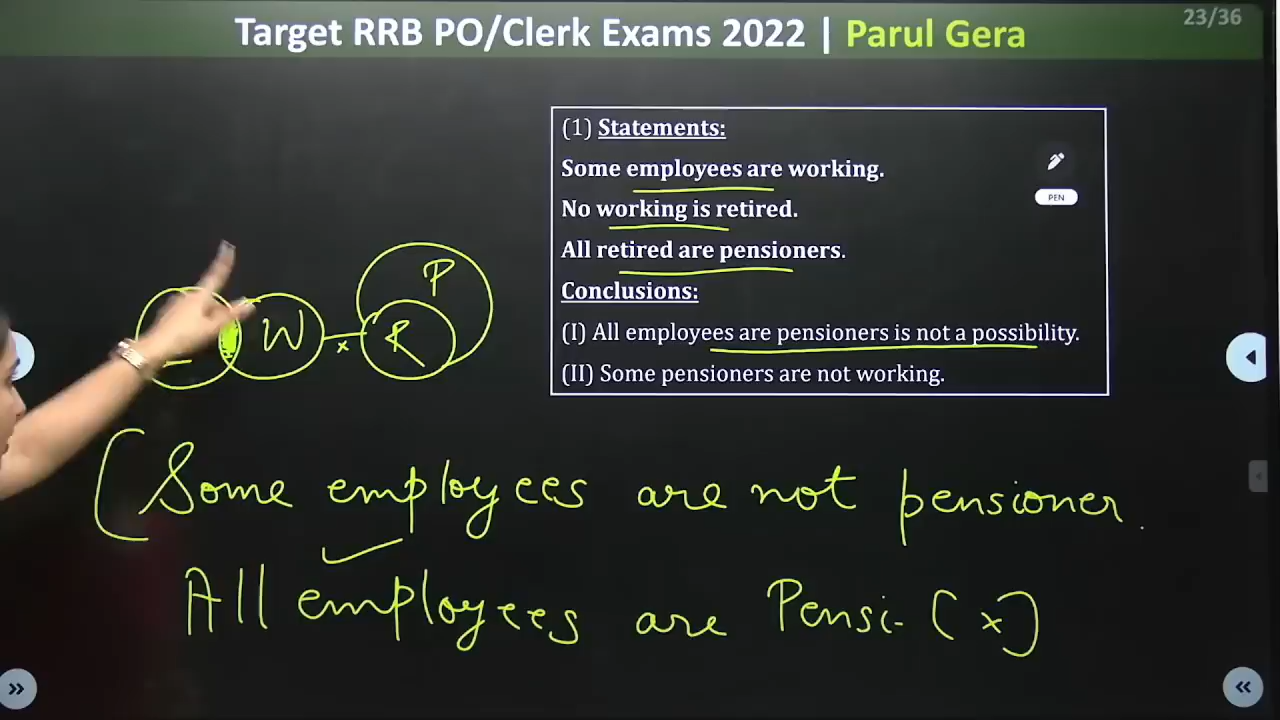 23/36
Target RRB PO/Clerk Exams 2022 | Parul Gera
(1) Statements:
Some employees are working.
No working is retired.
All retired are pensioners.
Conclusions:
(I) All employees are pensioners is not a possibility.
(II) Some pensioners are not working.
PEN
P
W
x
R
(Some employees are not pensioner.
All employees are Pensi- (x)